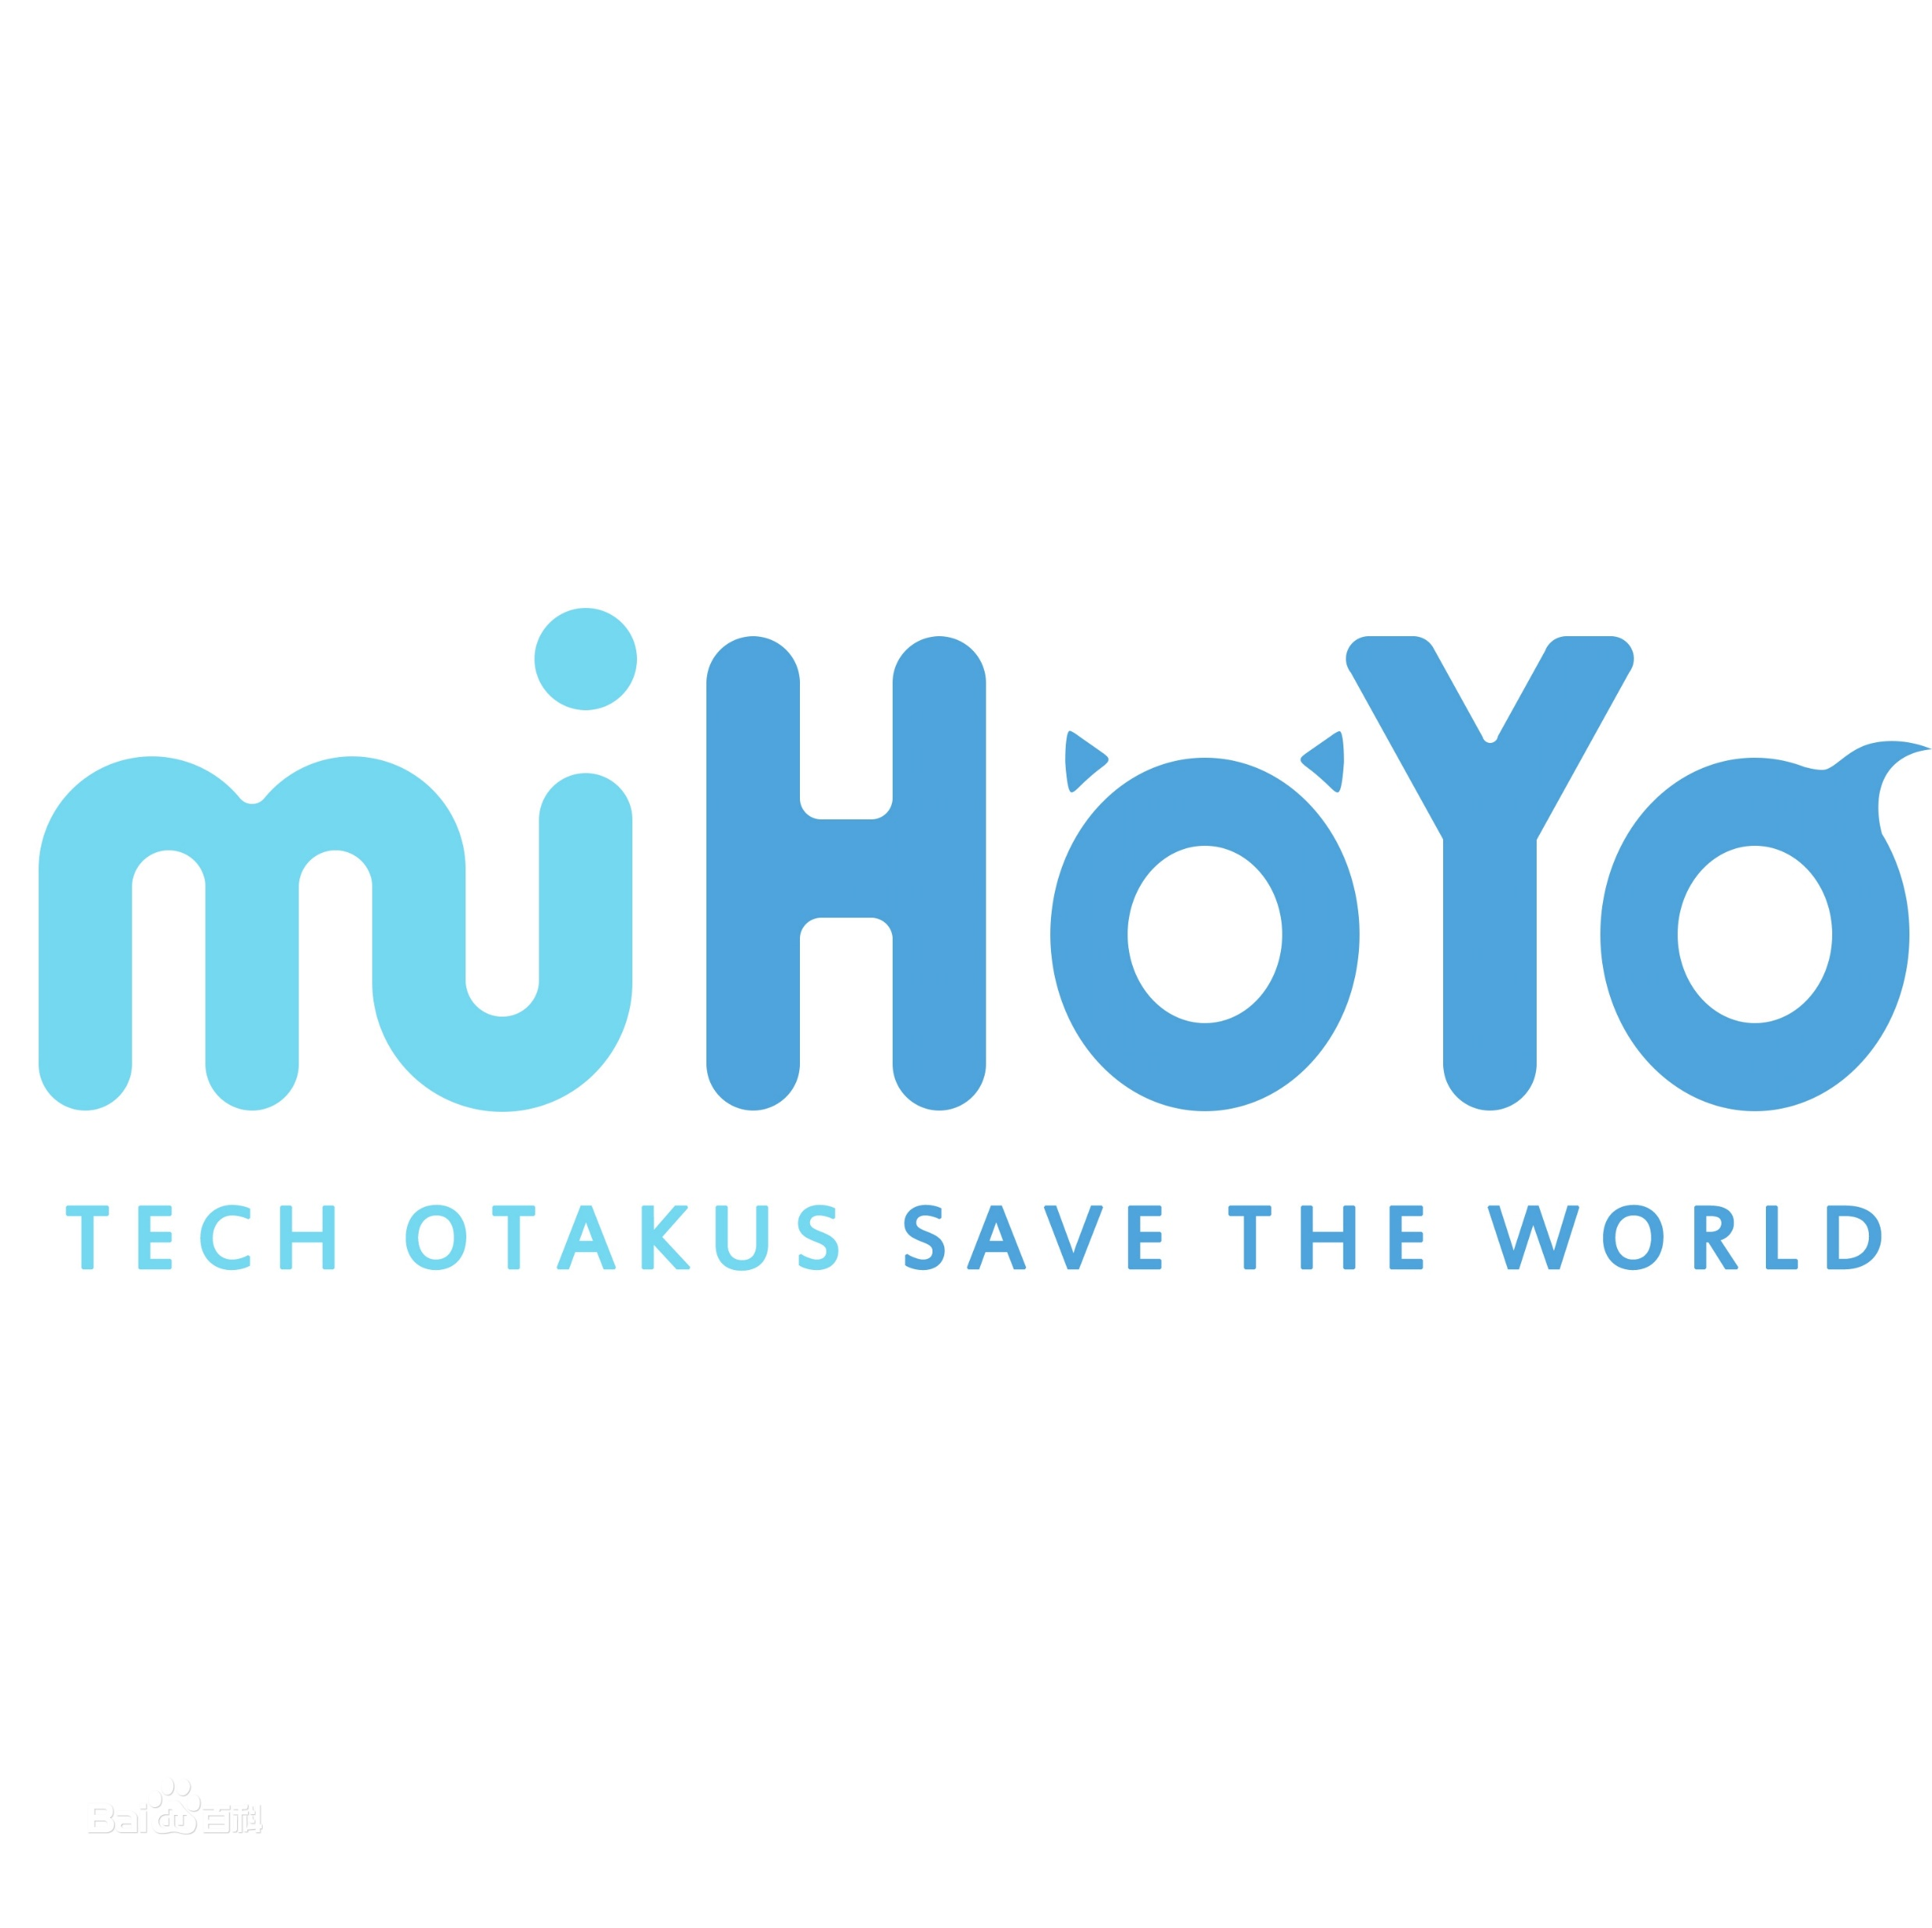 miHoYo
TECH OTAKUS SAVE THE WORLD
Bai百科